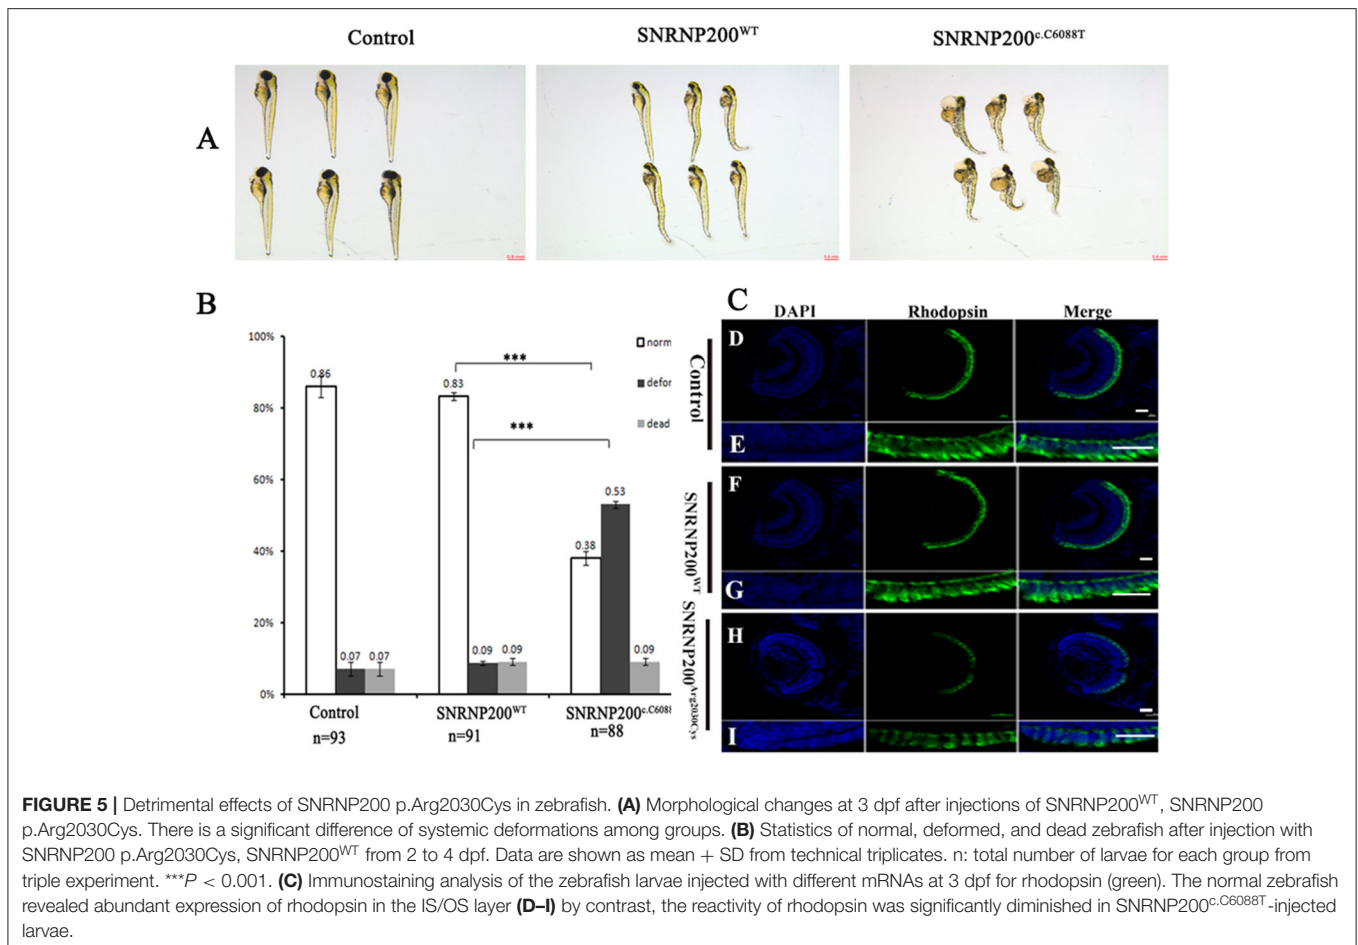 Control
SNRNP200WT
SNRNP200c.C6088T
A
B
100%
80%
60%
40%
20%
0%
0.86
0.07
0.07
0.83
0.09
0.09
0.38
0.53
0.09
***
***
norm
defor
dead
Control
n=93
SNRNP200WT
n=91
SNRNP200c.C6088
n=88
C
DAPI Rhodopsin Merge
Control
D
E
SNRNP200WT
F
G
SNRNP200Arg2030Cys
H
I
FIGURE 5 | Detrimental effects of SNRNP200 p.Arg2030Cys in zebrafish. (A) Morphological changes at 3 dpf after injections of SNRNP200WT, SNRNP200
p.Arg2030Cys. There is a significant difference of systemic deformations among groups. (B) Statistics of normal, deformed, and dead zebrafish after injection with
SNRNP200 p.Arg2030Cys, SNRNP200WT from 2 to 4 dpf. Data are shown as mean + SD from technical triplicates. n: total number of larvae for each group from
triple experiment. ***P < 0.001. (C) Immunostaining analysis of the zebrafish larvae injected with different mRNAs at 3 dpf for rhodopsin (green). The normal zebrafish
revealed abundant expression of rhodopsin in the IS/OS layer (D–I) by contrast, the reactivity of rhodopsin was significantly diminished in SNRNP200c.C6088T-injected
larvae.